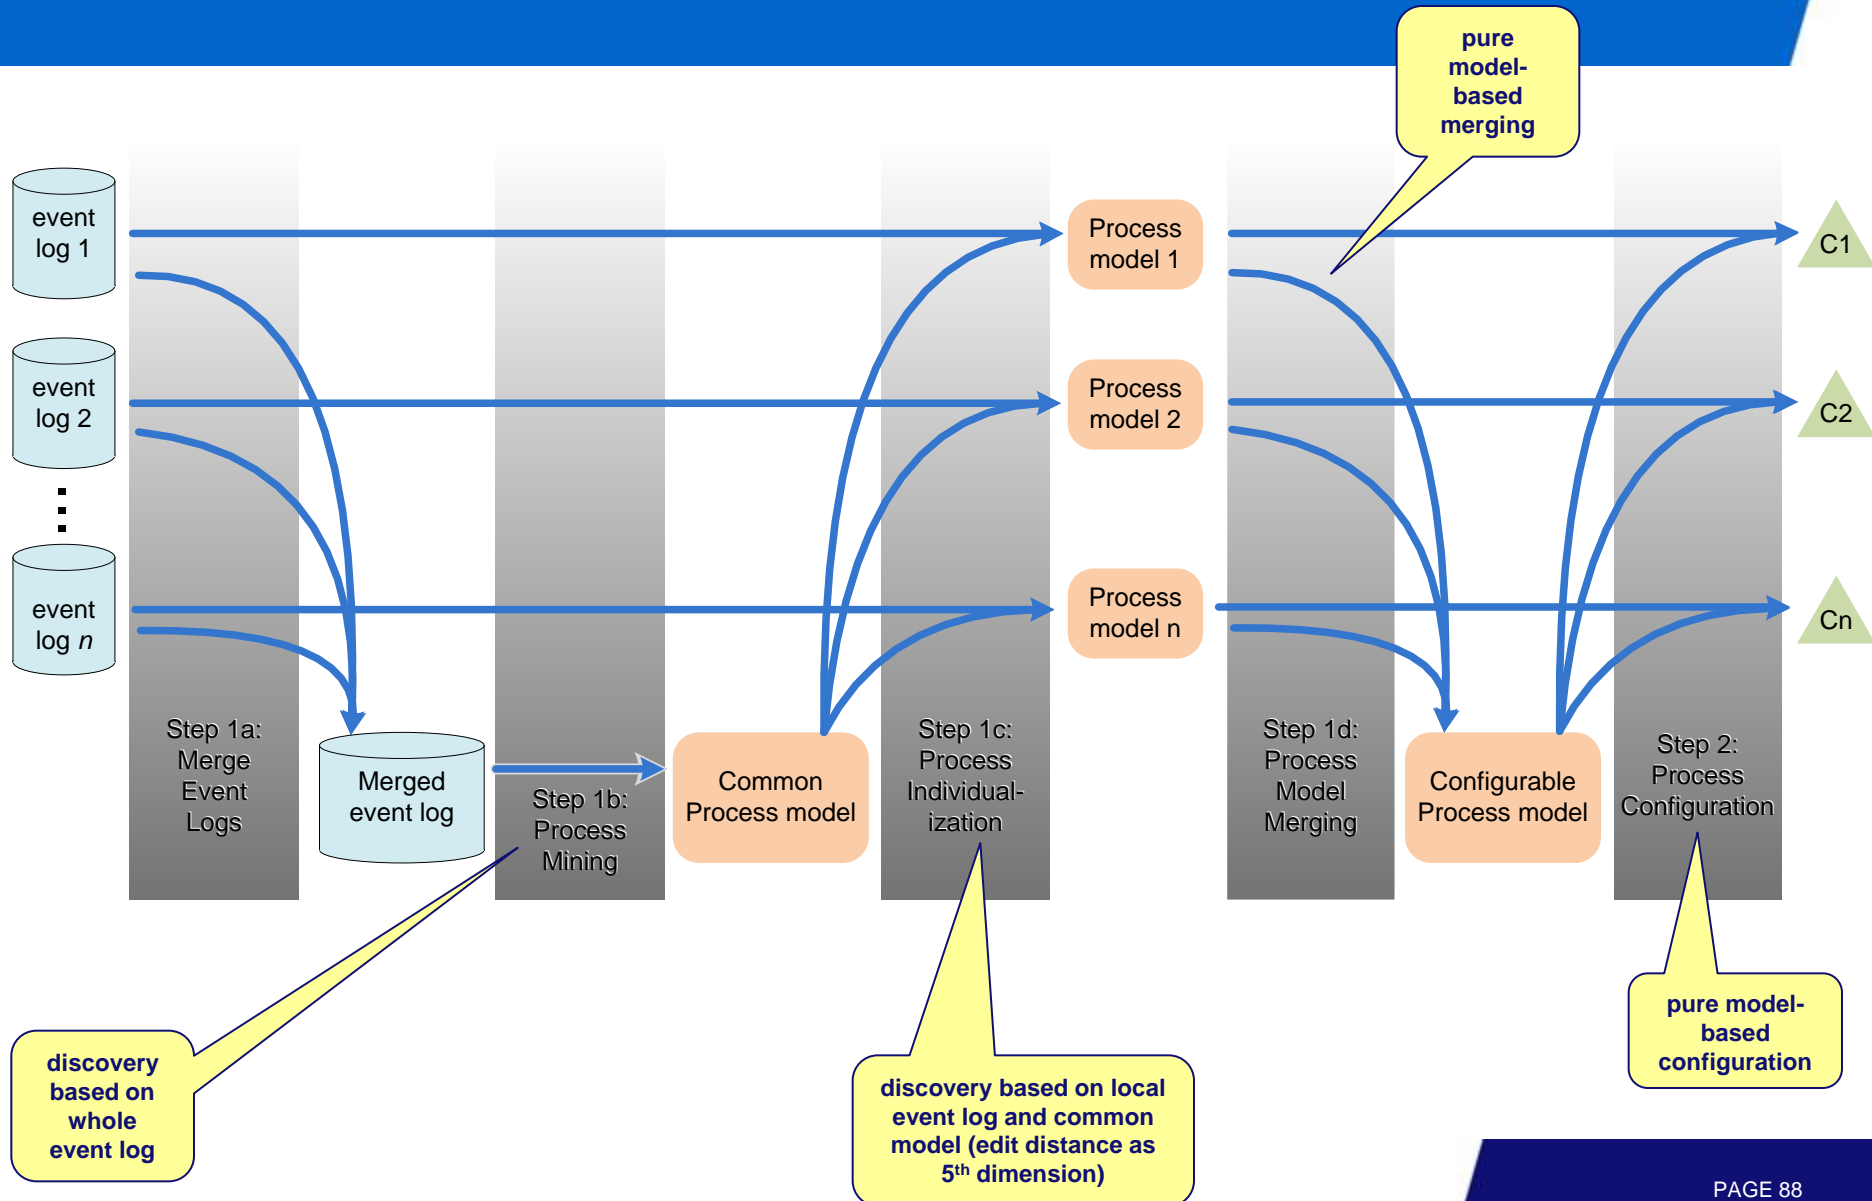 pure
model-
based
merging
event
log 1
Process
model 1
C1
event
log 2
Process
model 2
C2
event
log n
Process
model n
Cn
Step 1a:
Merge
Event
Logs
Merged
event log
Step 1b:
Process
Mining
Common
Process model
Step 1c:
Process
Individual-
ization
Step 1d:
Process
Model
Merging
Configurable
Process model
Step 2:
Process
Configuration
discovery
based on
whole
event log
discovery based on local
event log and common
model (edit distance as
5th dimension)
pure model-
based
configuration
PAGE 88